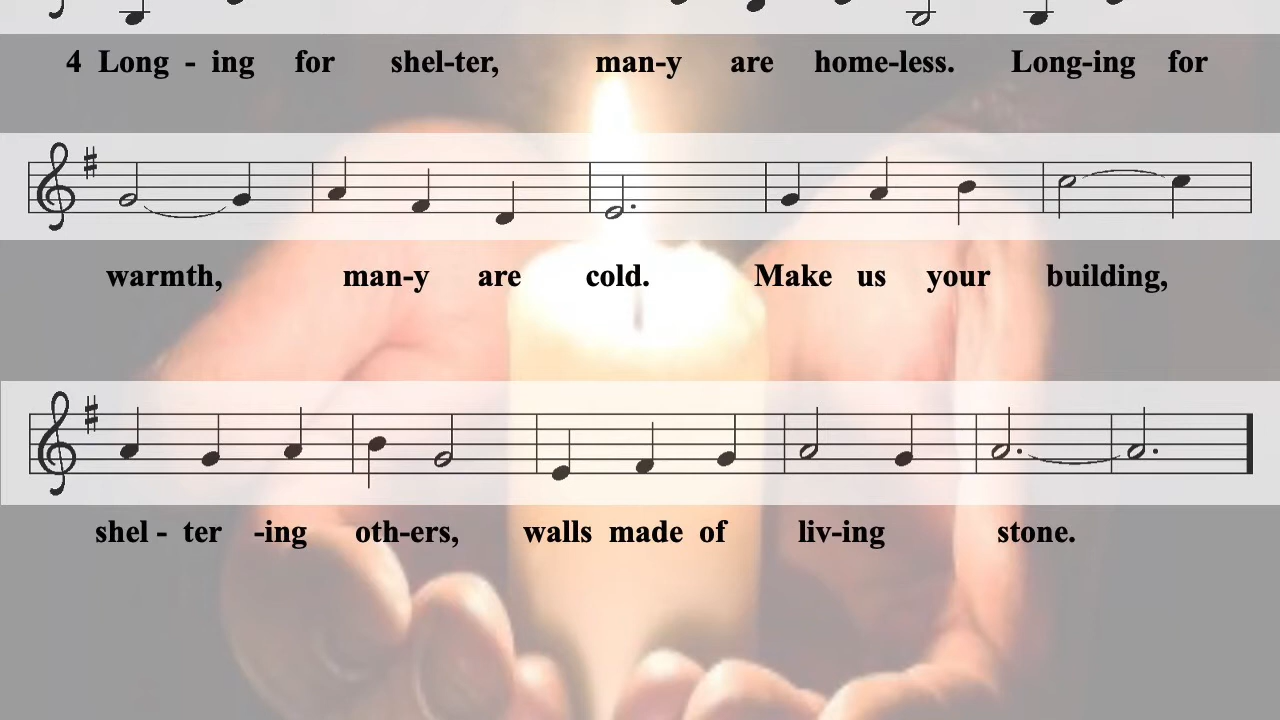 4 Long - ing for shel-ter, man-y are home-less. Long-ing for
warmth, man-y are cold. Make us your building,
shel - ter -ing oth-ers, walls made of liv-ing stone.